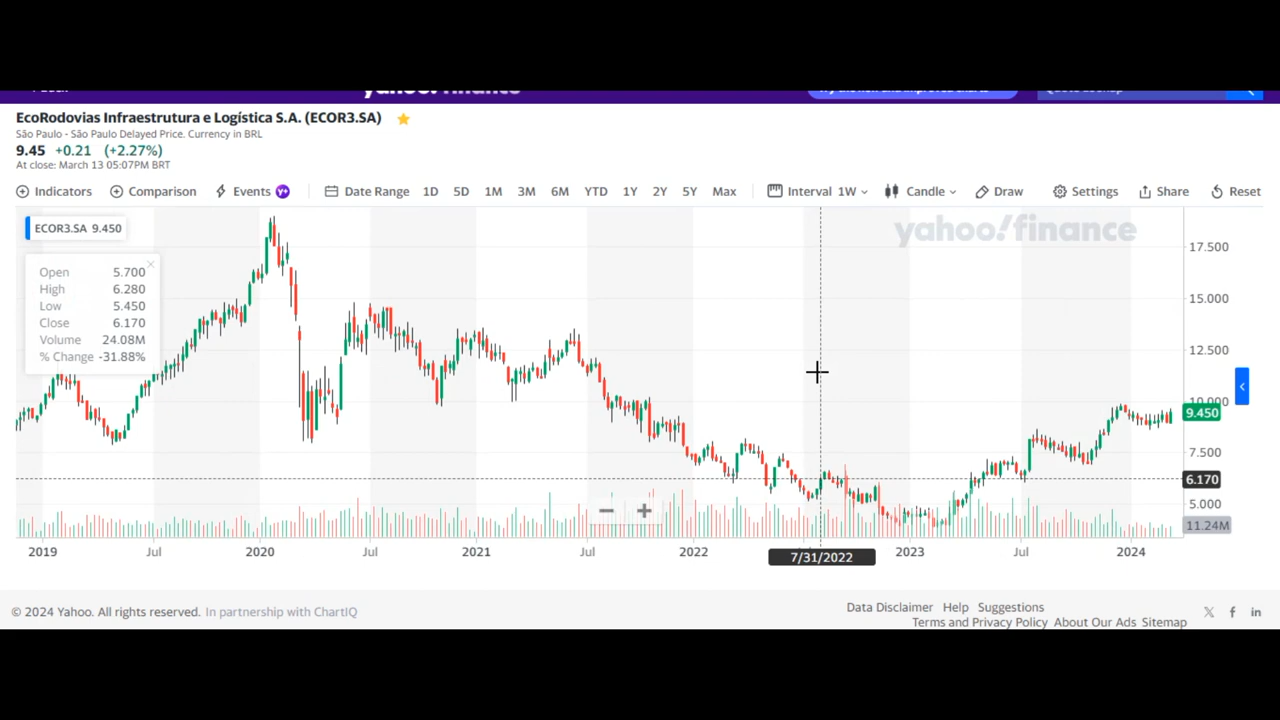 yahoo! finance
EcoRodovias Infraestrutura e Logística S.A. (ECOR3.SA)
São Paulo - São Paulo Delayed Price. Currency in BRL
9.45 +0.21 (+2.27%)
At close: March 13 05:07PM BRT
Indicators Comparison Events Y+ Date Range 1D 5D 1M 3M 6M YTD 1Y 2Y 5Y Max Interval 1W Candle Draw Settings Share Reset
ECOR3.SA 9.450
yahoo!finance
17.500
Open 5.700
High 6.280
Low 5.450
Close 6.170
Volume 24.08M
% Change -31.88%
15.000
12.500
10.000
9.450
7.500
6.170
5.000
11.24M
2019 Jul 2020 Jul 2021 Jul 2022 2023 Jul 2024
7/31/2022
© 2024 Yahoo. All rights reserved. In partnership with ChartIQ
Data Disclaimer Help Suggestions
Terms and Privacy Policy About Our Ads Sitemap